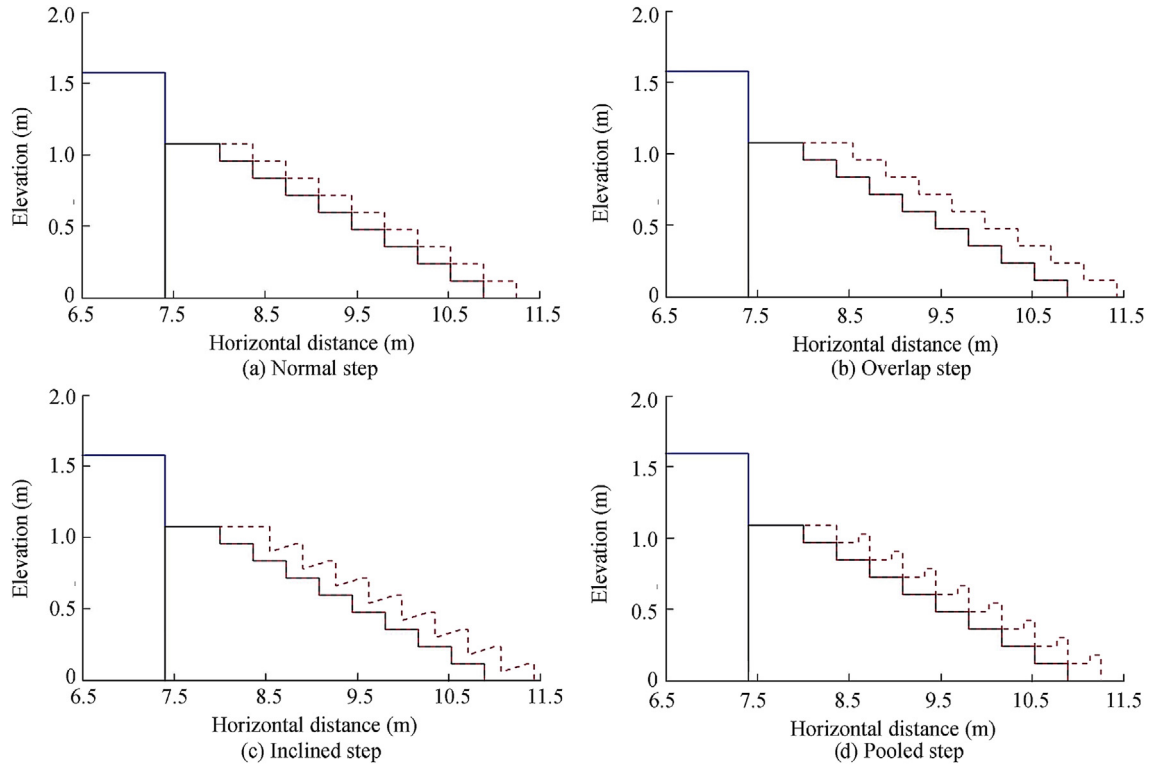 2.0
1.5
1.0
0.5
0
Elevation (m)
6.5 7.5 8.5 9.5 10.5 11.5
Horizontal distance (m)
(a) Normal step
2.0
1.5
1.0
0.5
0
Elevation (m)
6.5 7.5 8.5 9.5 10.5 11.5
Horizontal distance (m)
(b) Overlap step
2.0
1.5
1.0
0.5
0
Elevation (m)
6.5 7.5 8.5 9.5 10.5 11.5
Horizontal distance (m)
(c) Inclined step
2.0
1.5
1.0
0.5
0
Elevation (m)
6.5 7.5 8.5 9.5 10.5 11.5
Horizontal distance (m)
(d) Pooled step